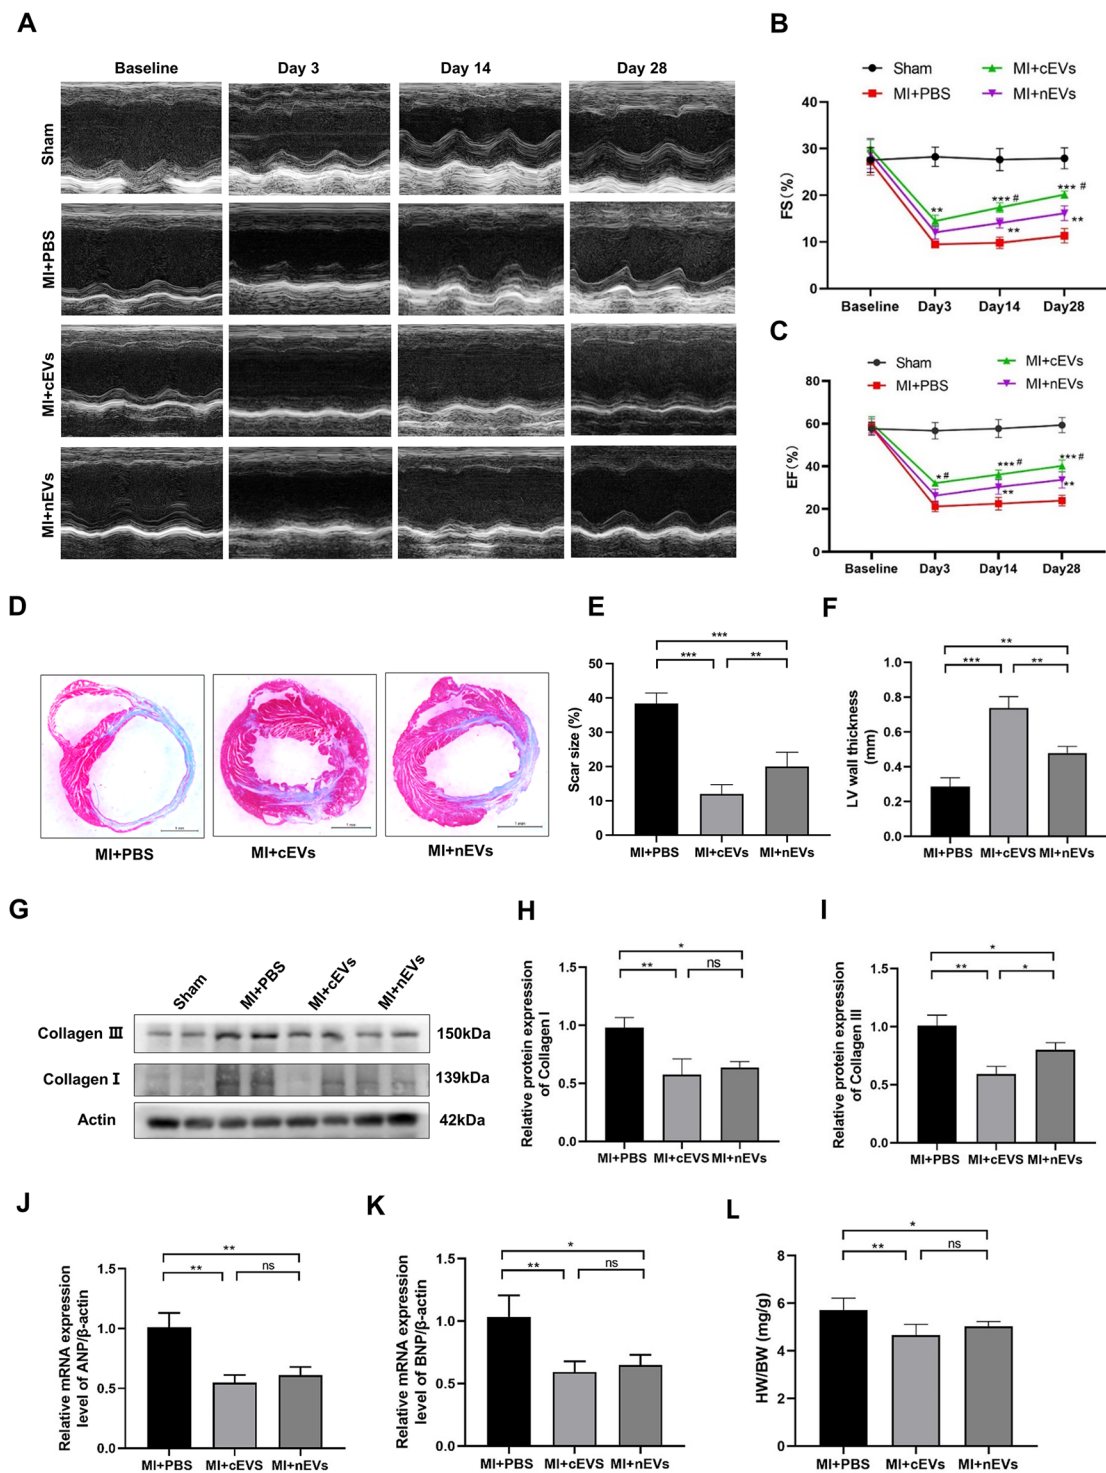 A
Baseline Day 3 Day 14 Day 28
Sham
MI+PBS
MI+cEVs
MI+nEVs
B
Sham MI+cEVs
MI+PBS MI+nEVs
FS(%)
40
30
20
10
0
** *** # *** #
** **
Baseline Day3 Day14 Day28
C
Sham MI+cEVs
MI+PBS MI+nEVs
EF(%)
80
60
40
20
0
* # *** # *** #
** **
Baseline Day3 Day14 Day28
D
MI+PBS MI+cEVs MI+nEVs
E
***
*** **
Scar size (%)
50
40
30
20
10
0
MI+PBS MI+cEVs MI+nEVs
F
**
*** **
LV wall thickness
(mm)
1.0
0.8
0.6
0.4
0.2
0.0
MI+PBS MI+cEVS MI+nEVs
G
Sham MI+PBS MI+cEVs MI+nEVs
Collagen III 150kDa
Collagen I 139kDa
Actin 42kDa
H
*
** ns
Relative protein expression
of Collagen I
1.5
1.0
0.5
0.0
MI+PBS MI+cEVS MI+nEVs
I
*
** *
Relative protein expression
of Collagen III
1.5
1.0
0.5
0.0
MI+PBS MI+cEVS MI+nEVs
J
**
** ns
Relative mRNA expression
level of ANP/β-actin
1.5
1.0
0.5
0.0
MI+PBS MI+cEVS MI+nEVs
K
*
** ns
Relative mRNA expression
level of BNP/β-actin
1.5
1.0
0.5
0.0
MI+PBS MI+cEVS MI+nEVs
L
*
** ns
HW/BW (mg/g)
8
6
4
2
0
MI+PBS MI+cEVs MI+nEVs